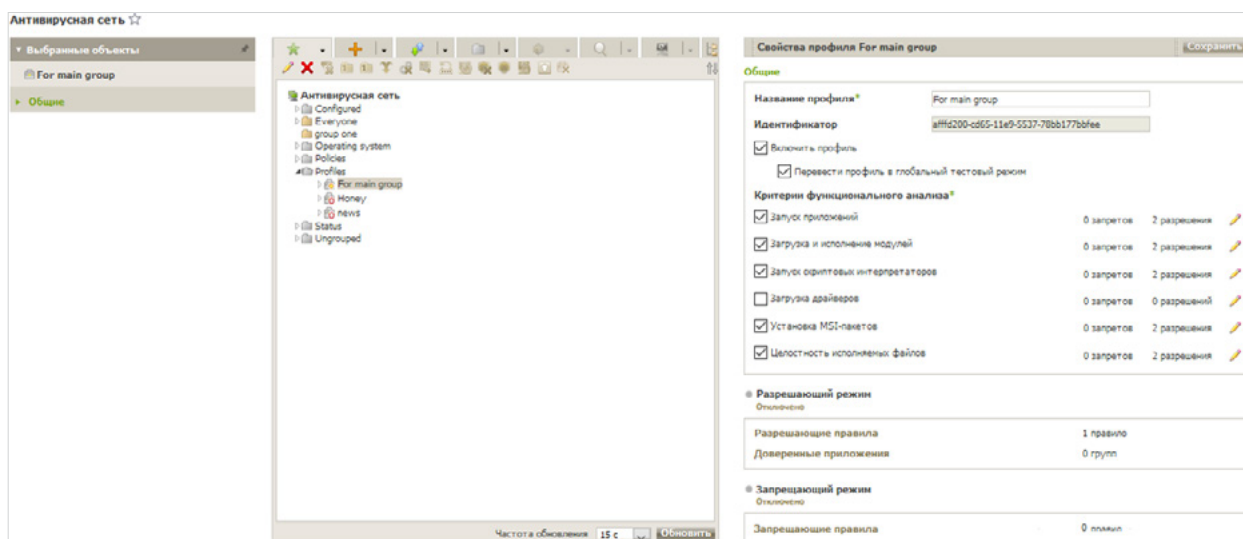 Антивирусная сеть
Выбранные объекты
For main group
Общие
Антивирусная сеть
Configured
Everyone
group one
Operating system
Policies
Profiles
For main group
Honey
news
Status
Ungrouped
Частота обновления 15 с Обновить
Свойства профиля For main group Сохранить
Общие
Название профиля* For main group
Идентификатор afffd200-cd65-11e9-5537-78bb177bbfee
Включить профиль
Перевести профиль в глобальный тестовый режим
Критерии функционального анализа*
Запуск приложений 0 запретов 2 разрешения
Загрузка и исполнение модулей 0 запретов 2 разрешения
Запуск скриптовых интерпретаторов 0 запретов 2 разрешения
Загрузка драйверов 0 запретов 0 разрешений
Установка MSI-пакетов 0 запретов 2 разрешения
Целостность исполняемых файлов 0 запретов 2 разрешения
Разрешающий режим
Отключено
Разрешающие правила 1 правило
Доверенные приложения 0 групп
Запрещающий режим
Отключено
Запрещающие правила 0 правил